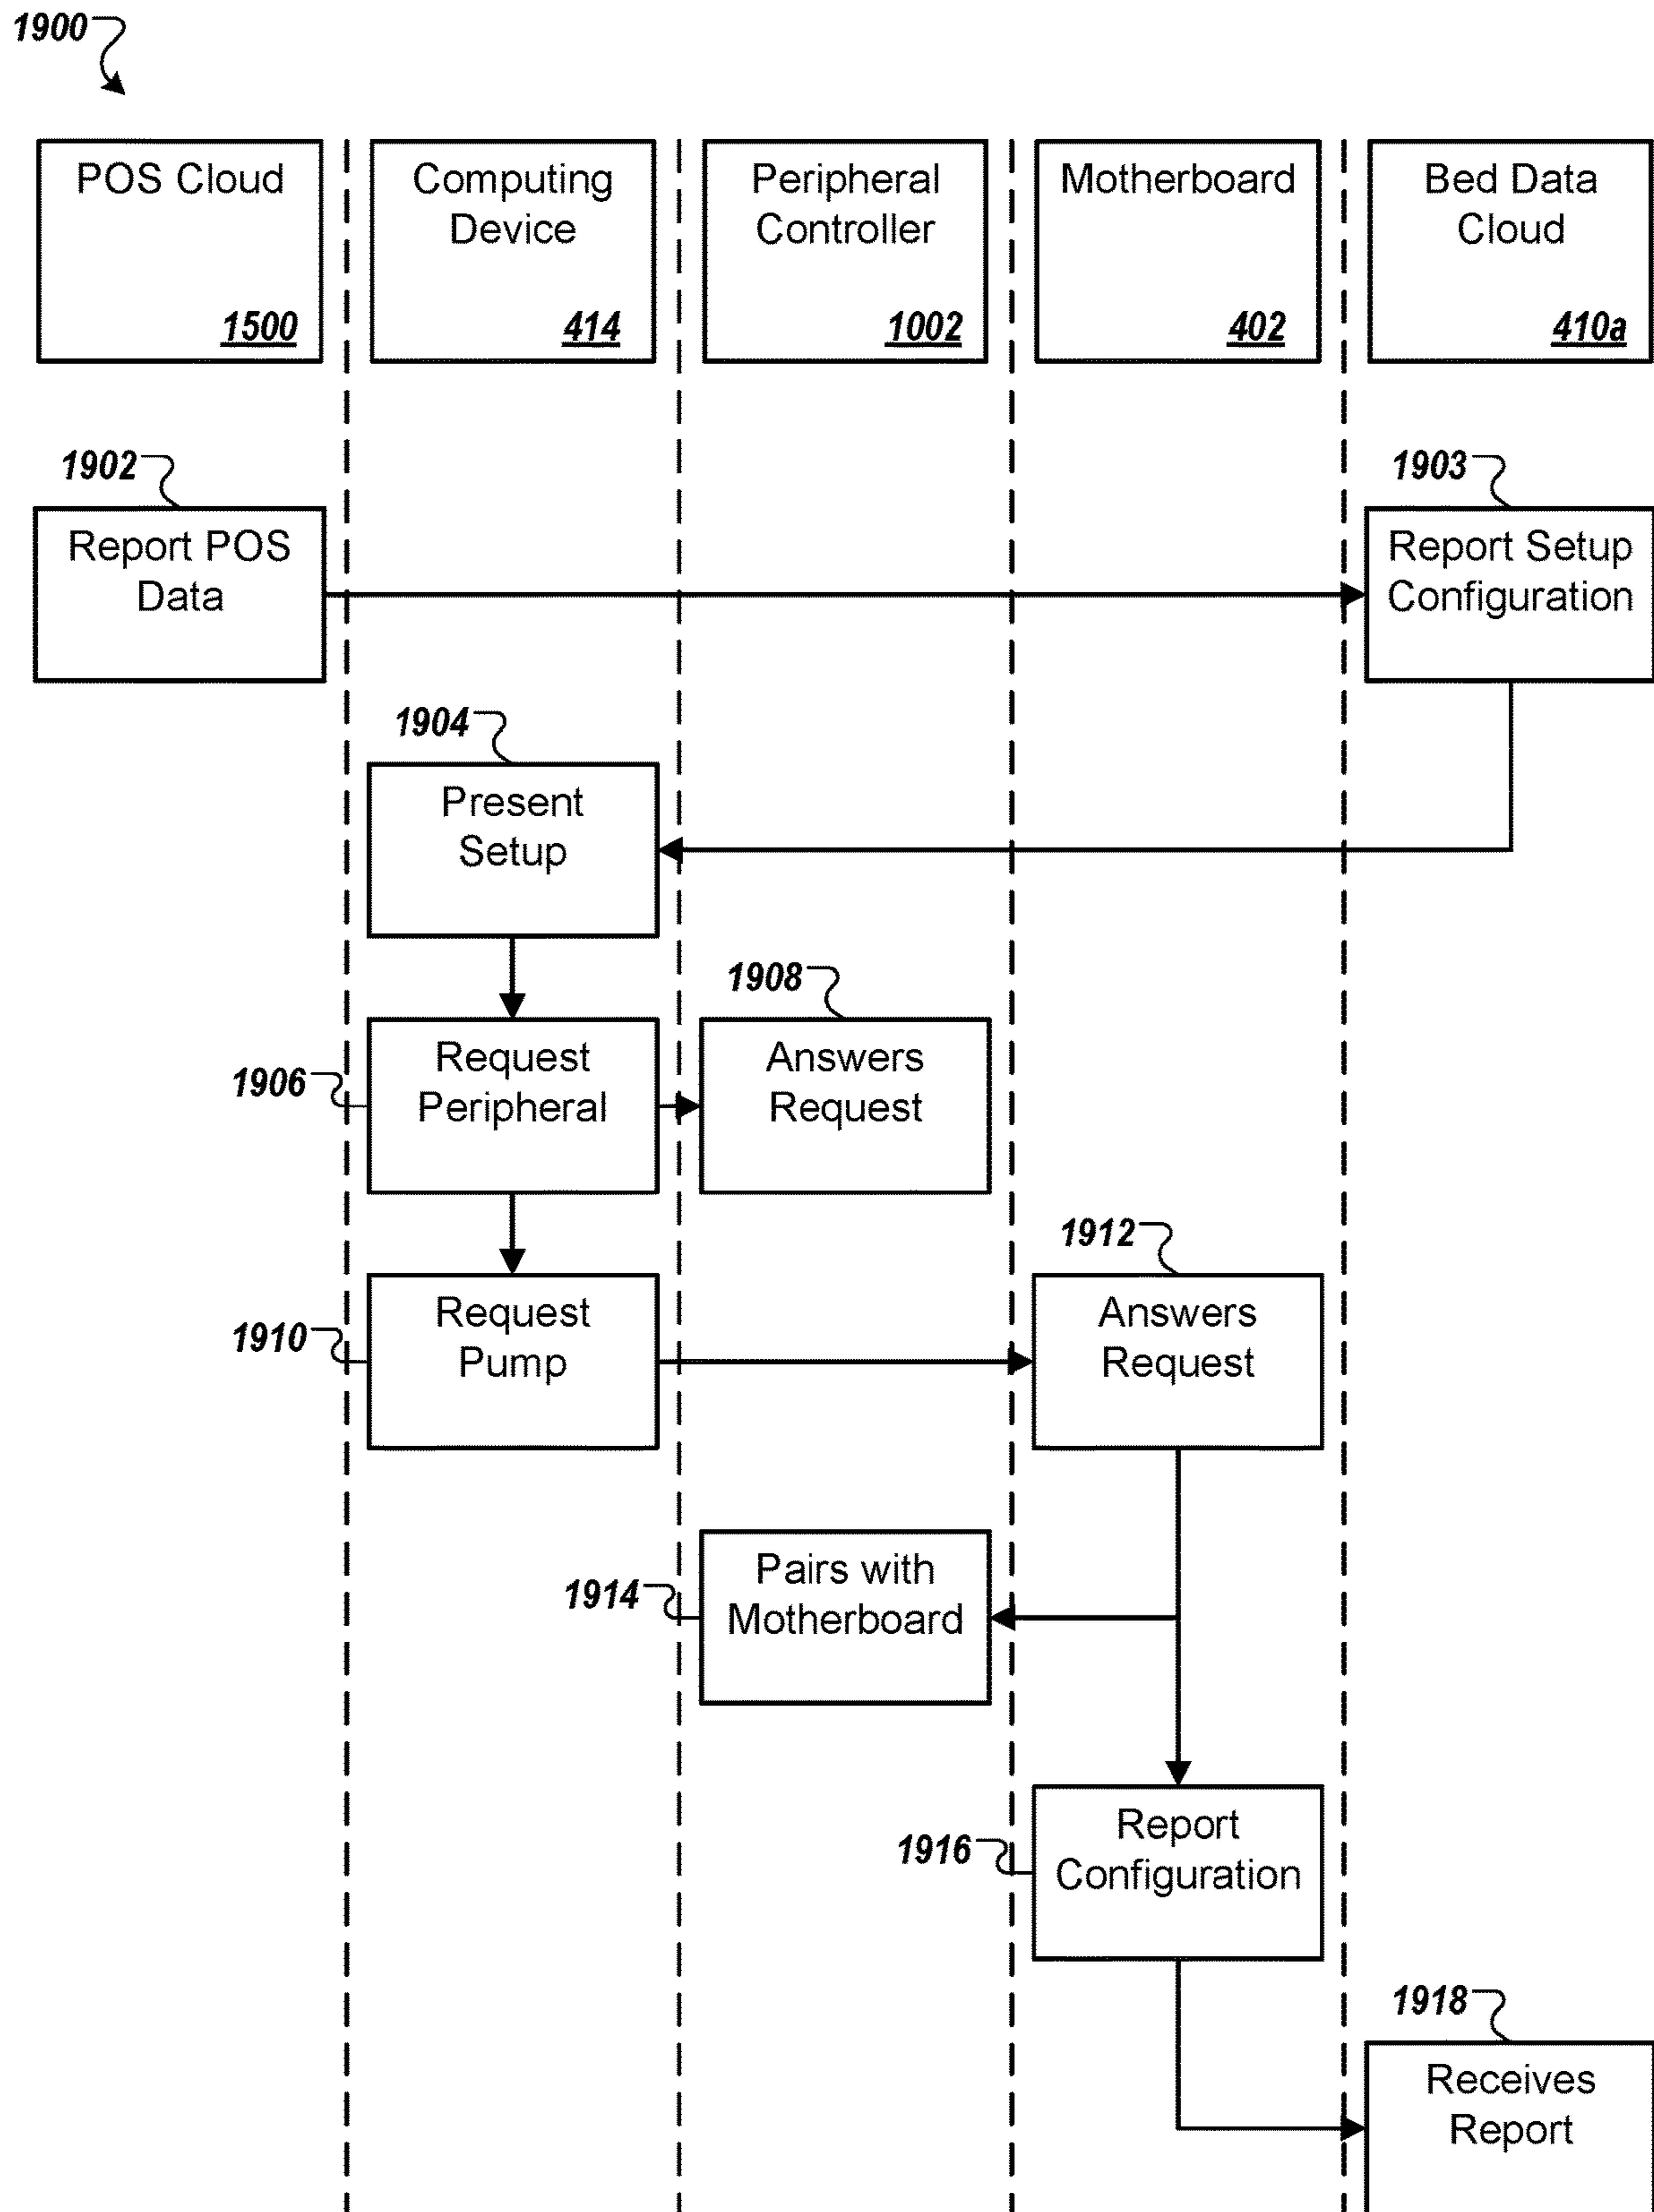 1900
POS Cloud
1500
Computing
Device
414
Peripheral
Controller
1002
Motherboard
402
Bed Data
Cloud
410a
1902
Report POS
Data
1903
Report Setup
Configuration
1904
Present
Setup
1906
Request
Peripheral
1908
Answers
Request
1910
Request
Pump
1912
Answers
Request
1914
Pairs with
Motherboard
1916
Report
Configuration
1918
Receives
Report